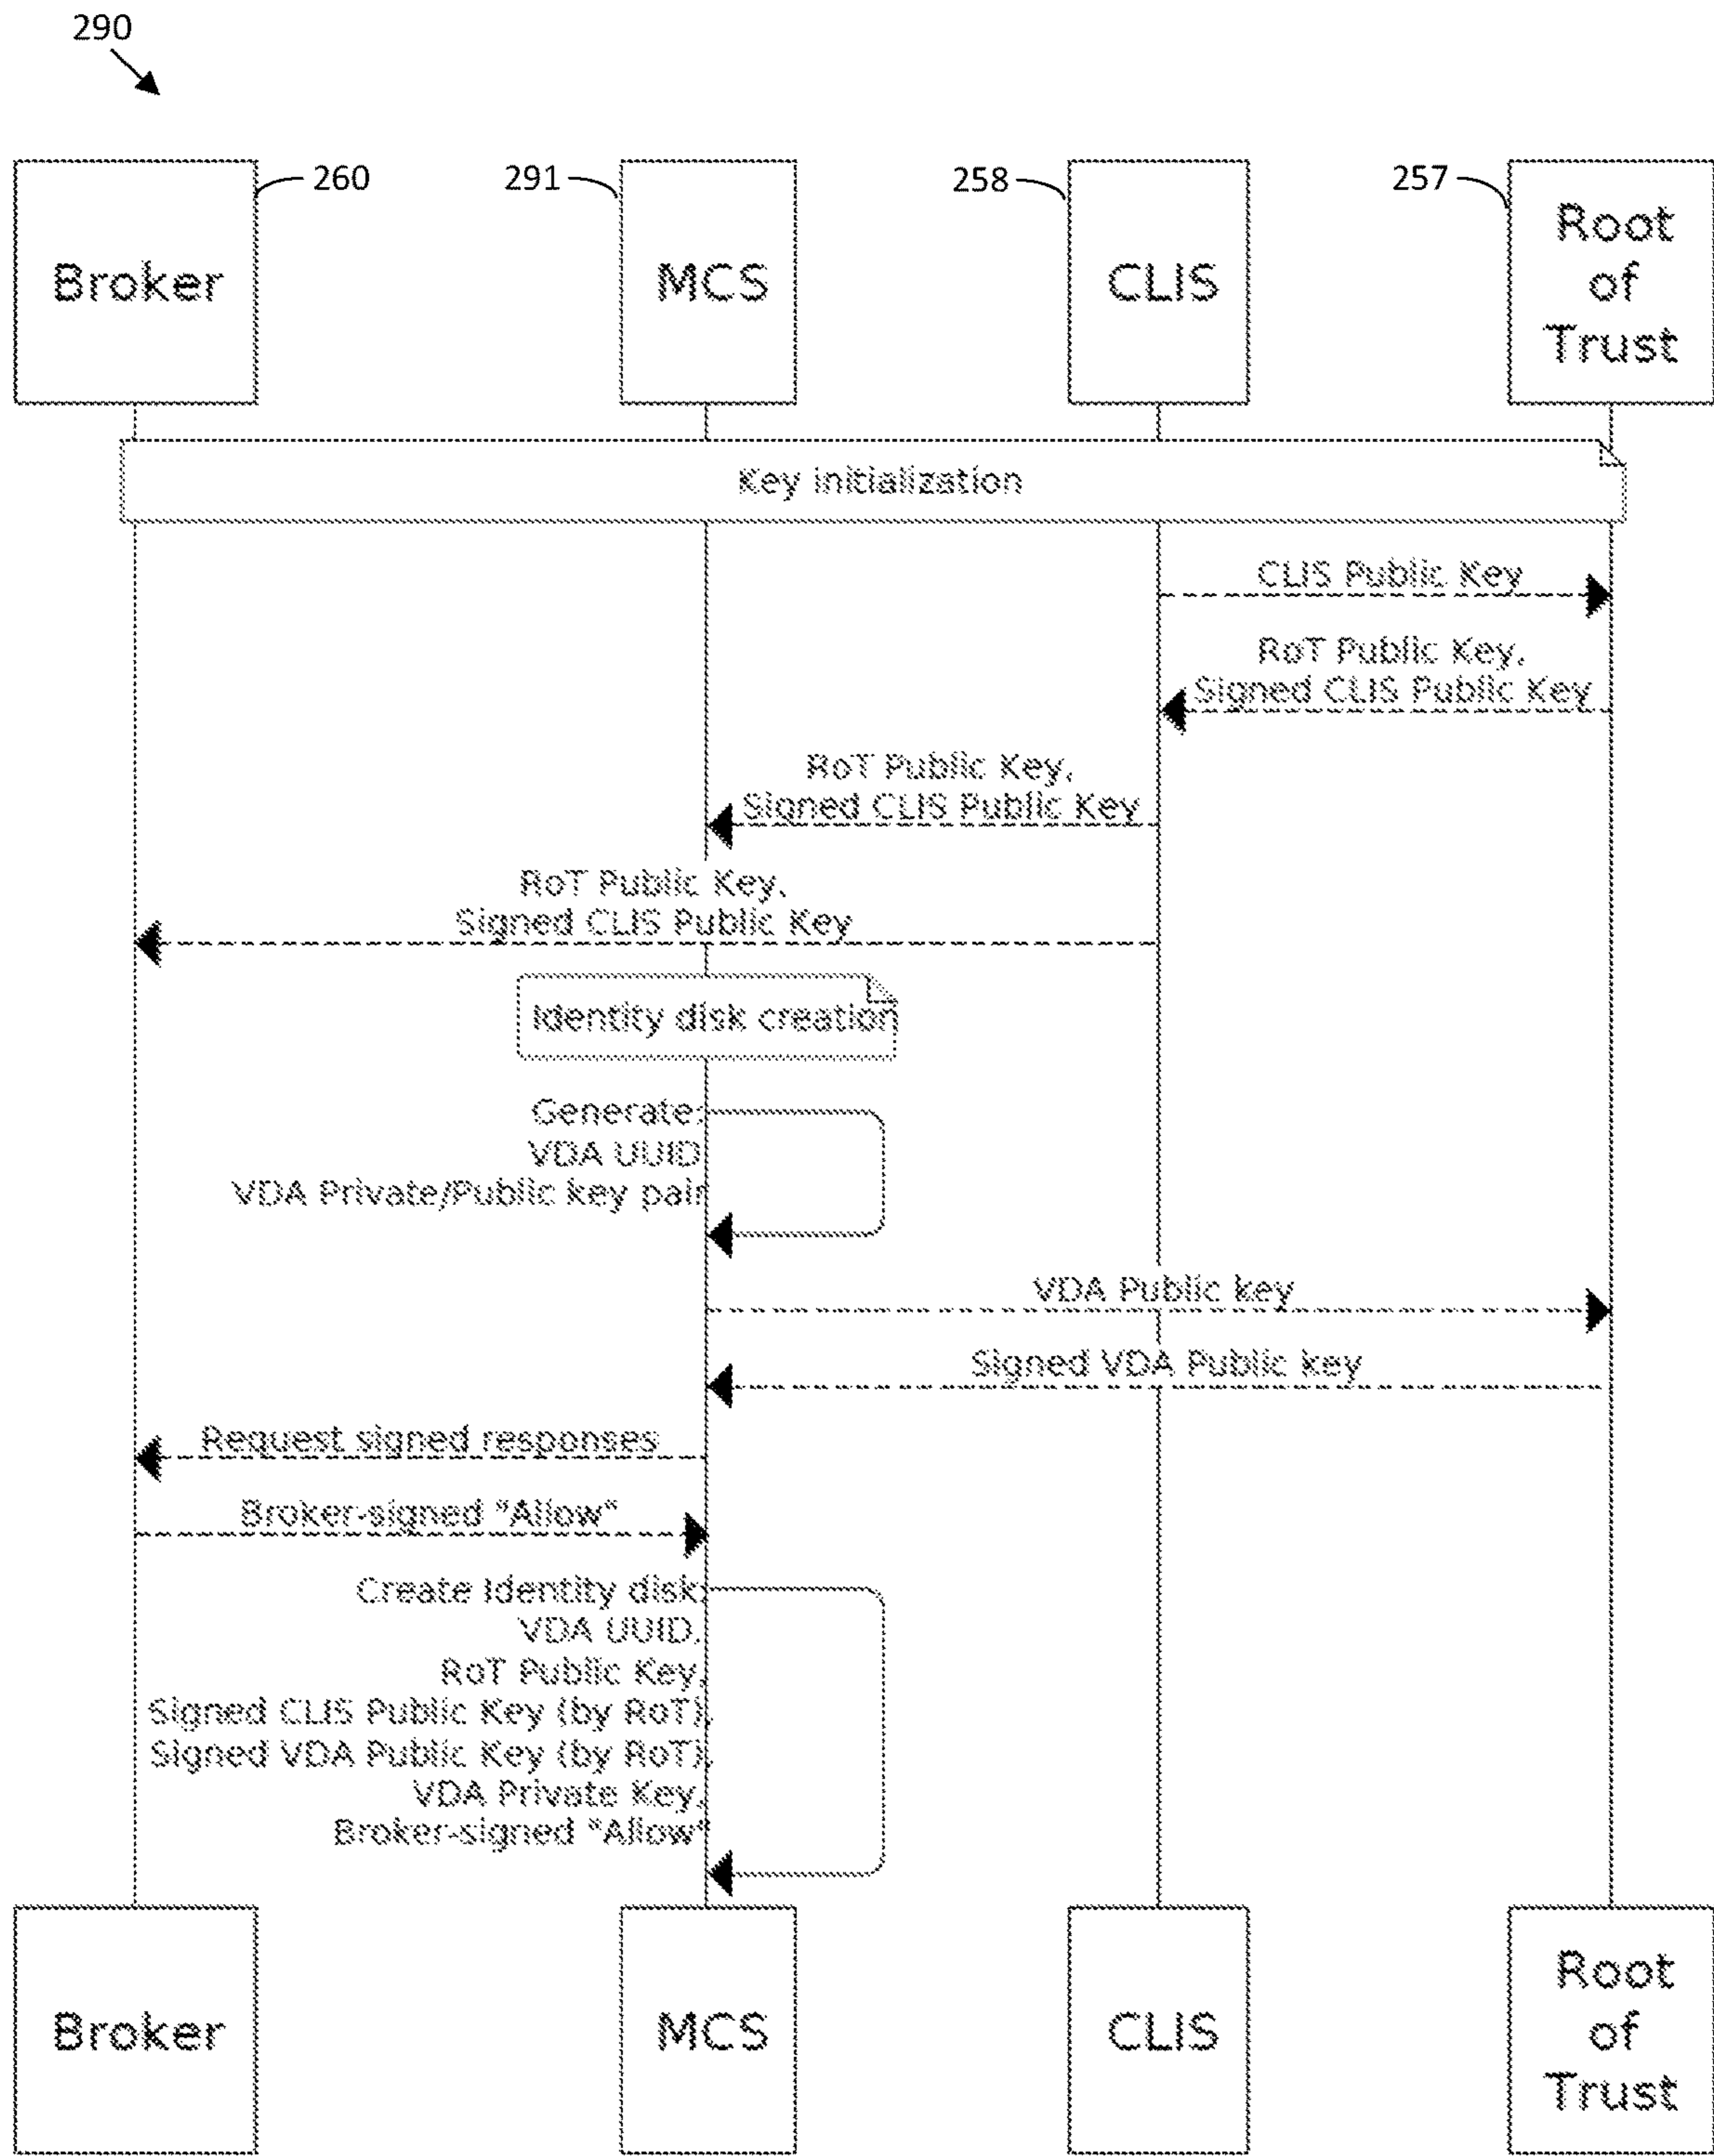 290
260
291
258
257
Broker
MCS
CLIS
Root
of
Trust
Key initialization
CLIS Public Key
RoT Public Key,
Signed CLIS Public Key
RoT Public Key,
Signed CLIS Public Key
RoT Public Key,
Signed CLIS Public Key
Identity disk creation
Generate:
VDA UUID
VDA Private/Public key pair
VDA Public key
Signed VDA Public key
Request signed responses
Broker-signed "Allow"
Create Identity disk:
VDA UUID,
RoT Public Key,
Signed CLIS Public Key (by RoT),
Signed VDA Public Key (by RoT),
VDA Private Key,
Broker-signed "Allow"
Broker
MCS
CLIS
Root
of
Trust